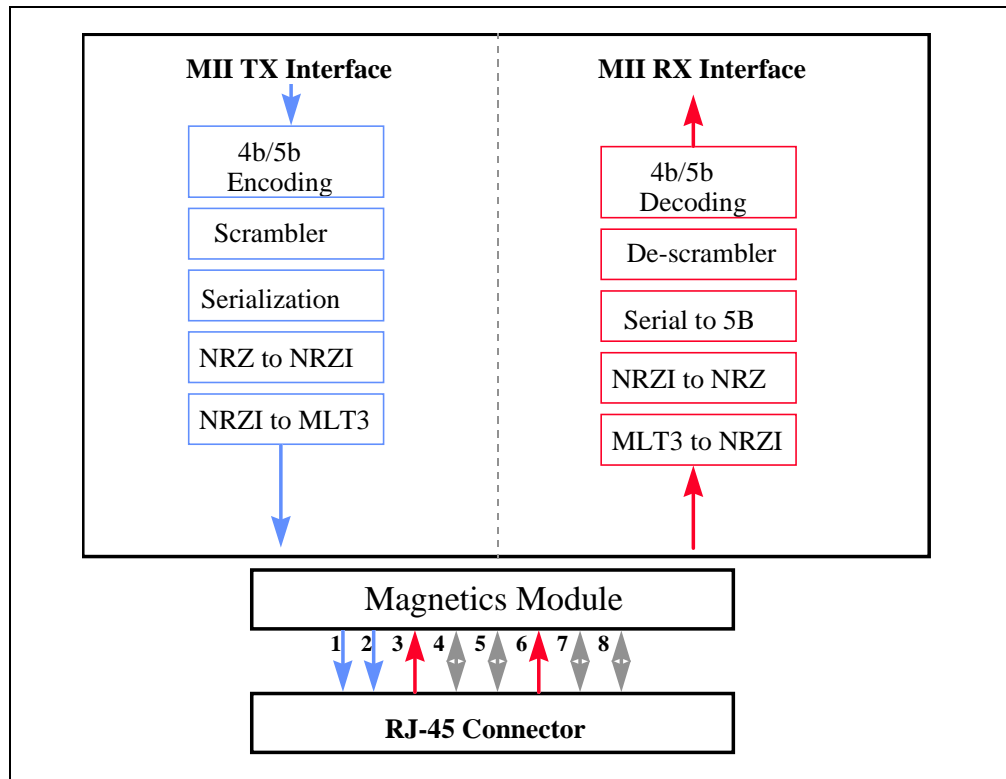 MII TX Interface
4b/5b
Encoding
Scrambler
Serialization
NRZ to NRZI
NRZI to MLT3
MII RX Interface
4b/5b
Decoding
De-scrambler
Serial to 5B
NRZI to NRZ
MLT3 to NRZI
Magnetics Module
1 2 3 4 5 6 7 8
RJ-45 Connector